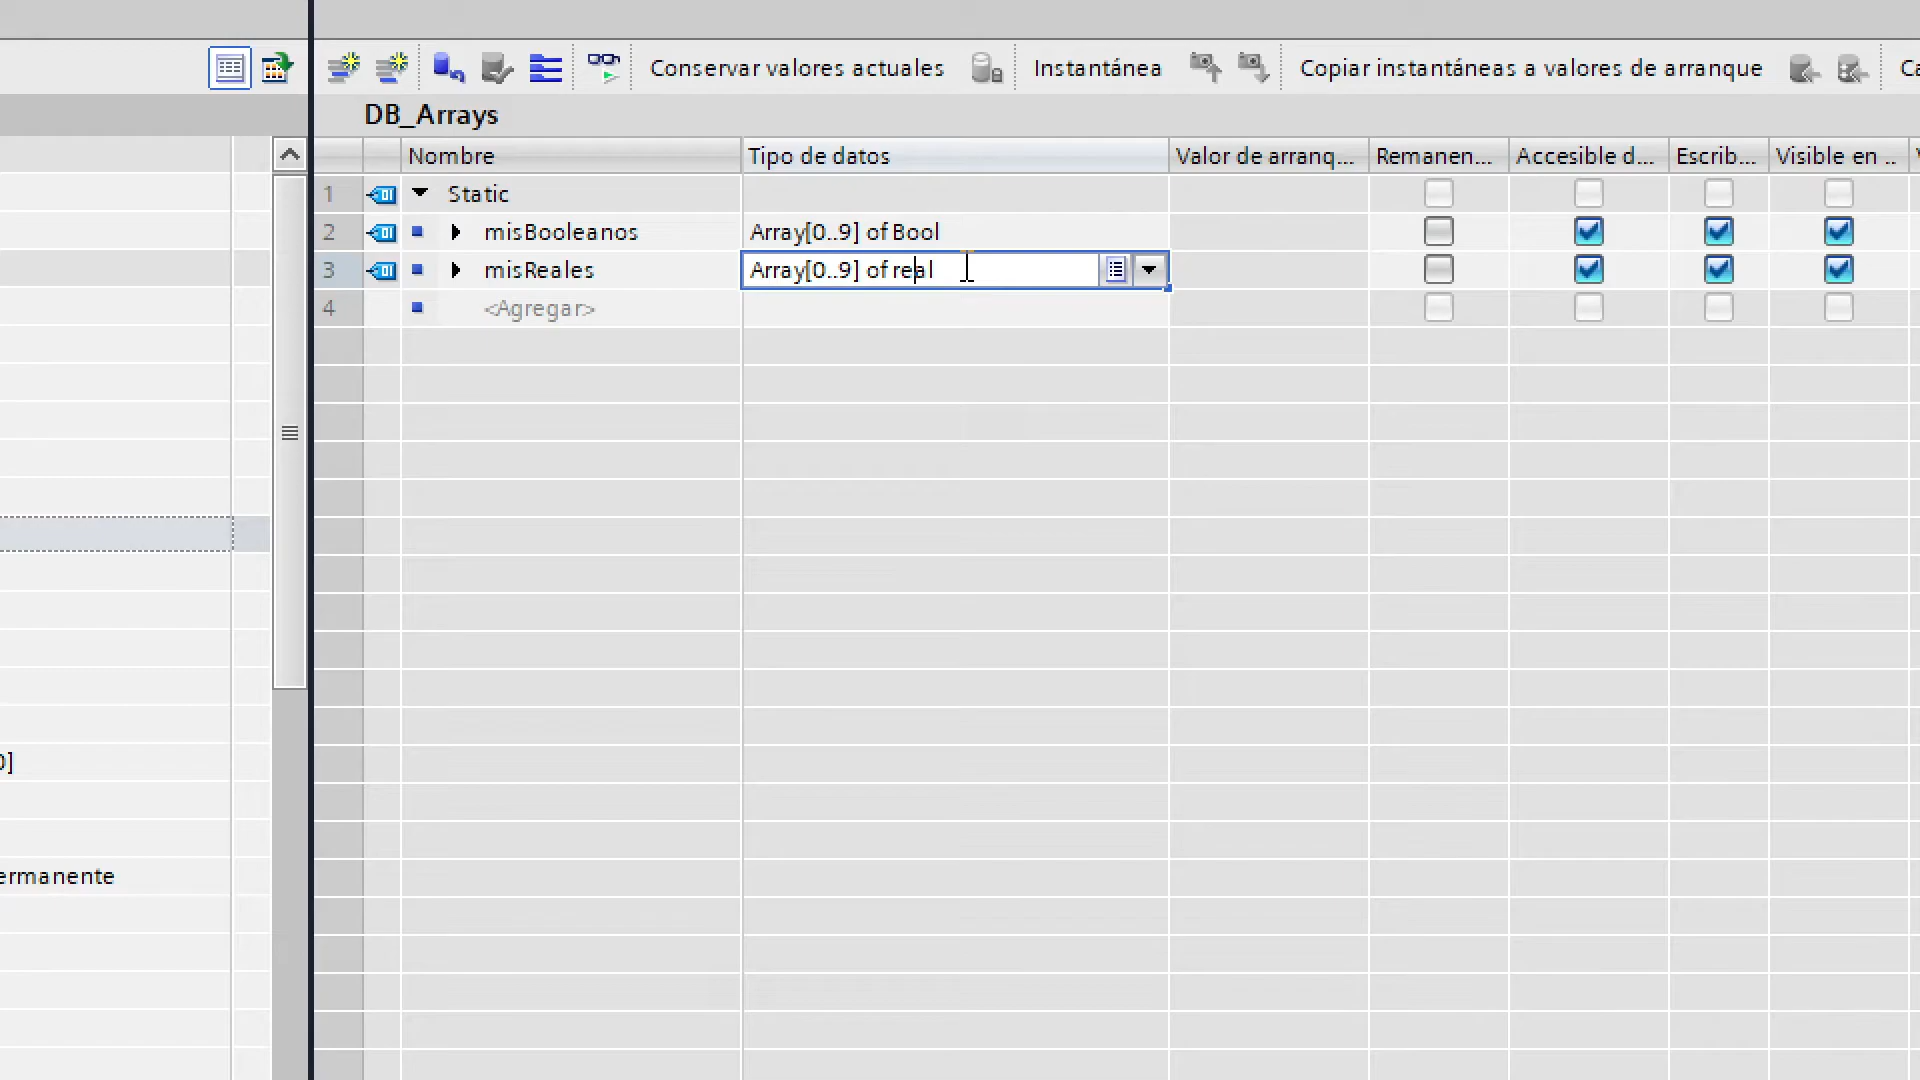 Conservar valores actuales Instantánea Copiar instantáneas a valores de arranque Ca
DB_Arrays
Nombre Tipo de datos Valor de arranq... Remanen... Accesible d... Escrib... Visible en ..
1 Static
2 misBooleanos Array[0..9] of Bool
3 misReales Array[0..9] of real
4 <Agregar>
0]
ermanente